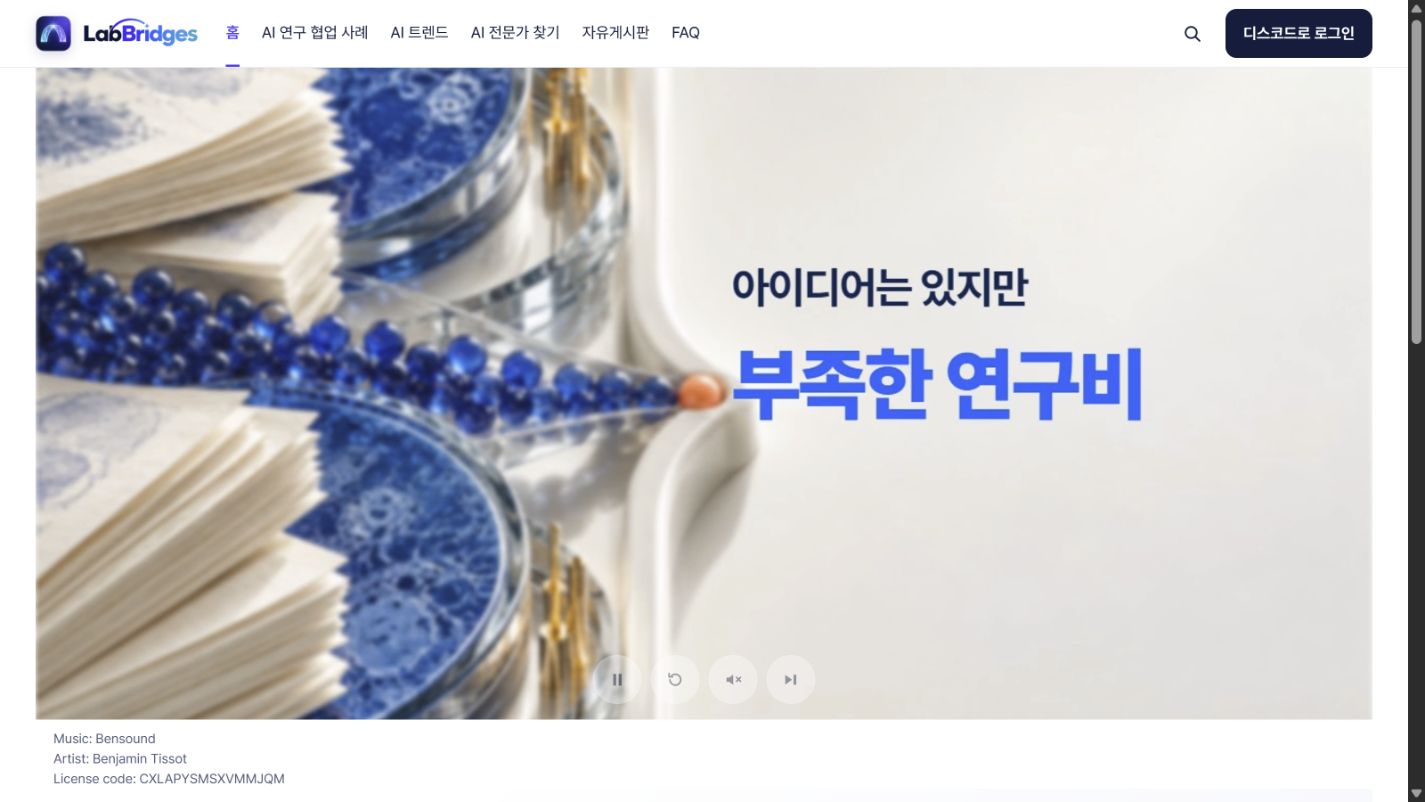 LabBridges
홈
AI 연구 협업 사례
AI 트렌드
AI 전문가 찾기
자유게시판
FAQ
디스코드로 로그인
아이디어는 있지만
부족한 연구비
Music: Bensound
Artist: Benjamin Tissot
License code: CXLAPYSMSXVMMJQM